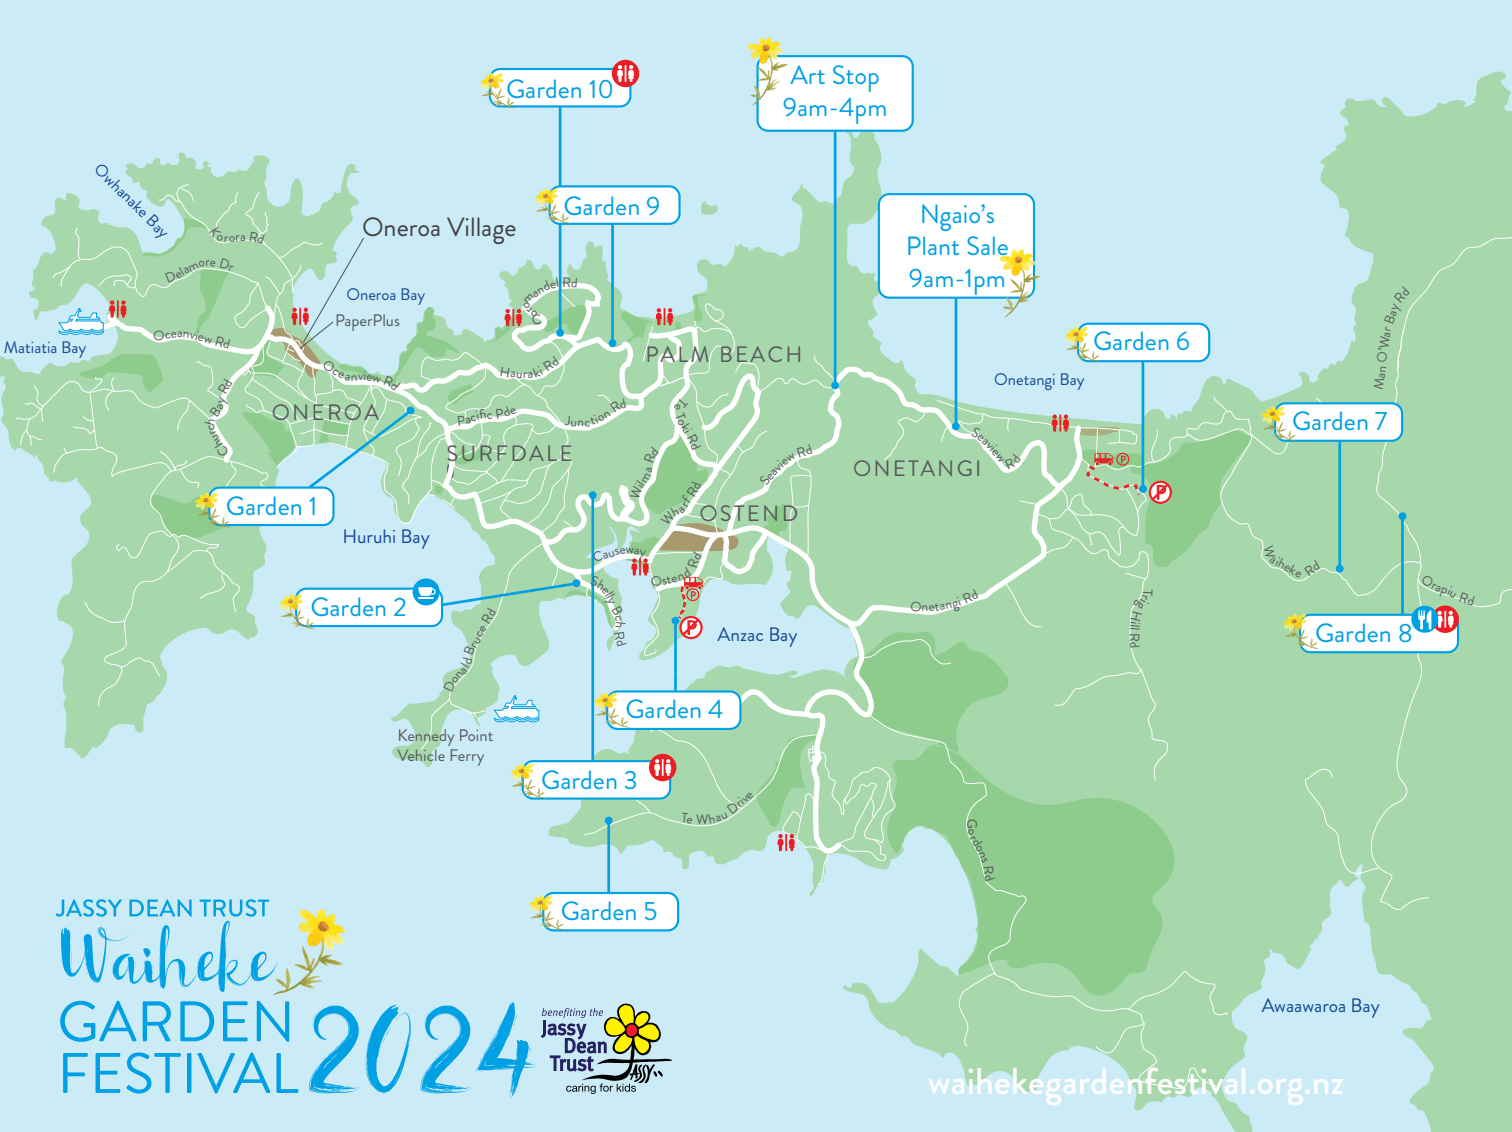 Garden 10
Art Stop
9am-4pm
Garden 9
Ngaio's
Plant Sale
9am-1pm
Owhanake Bay
Korora Rd
Oneroa Village
Delamore Dr
Oneroa Bay
PaperPlus
Coromandel Rd
Matiatia Bay
Oceanview Rd
Oceanview Rd
Church Bay Rd
ONEROA
Hauraki Rd
PALM BEACH
Pacific Pde
Junction Rd
Te Toki Rd
SURFDALE
Wilma Rd
Wharf Rd
Seaview Rd
OSTEND
ONETANGI
Seaview Rd
Onetangi Bay
Garden 6
Man O'War Bay Rd
Garden 7
P
P
Garden 1
Huruhi Bay
Causeway
Ostend Rd
P
P
Shelly Bch Rd
Garden 2
Donald Bruce Rd
Anzac Bay
Onetangi Rd
Trig Hill Rd
Waiheke Rd
Orapiu Rd
Garden 8
Garden 4
Kennedy Point
Vehicle Ferry
Garden 3
Te Whau Drive
Gordons Rd
Garden 5
Awaawaroa Bay
JASSY DEAN TRUST
Waiheke
GARDEN
FESTIVAL 2024
benefiting the
Jassy
Dean
Trust
JASSY
caring for kids
waihekegardenfestival.org.nz